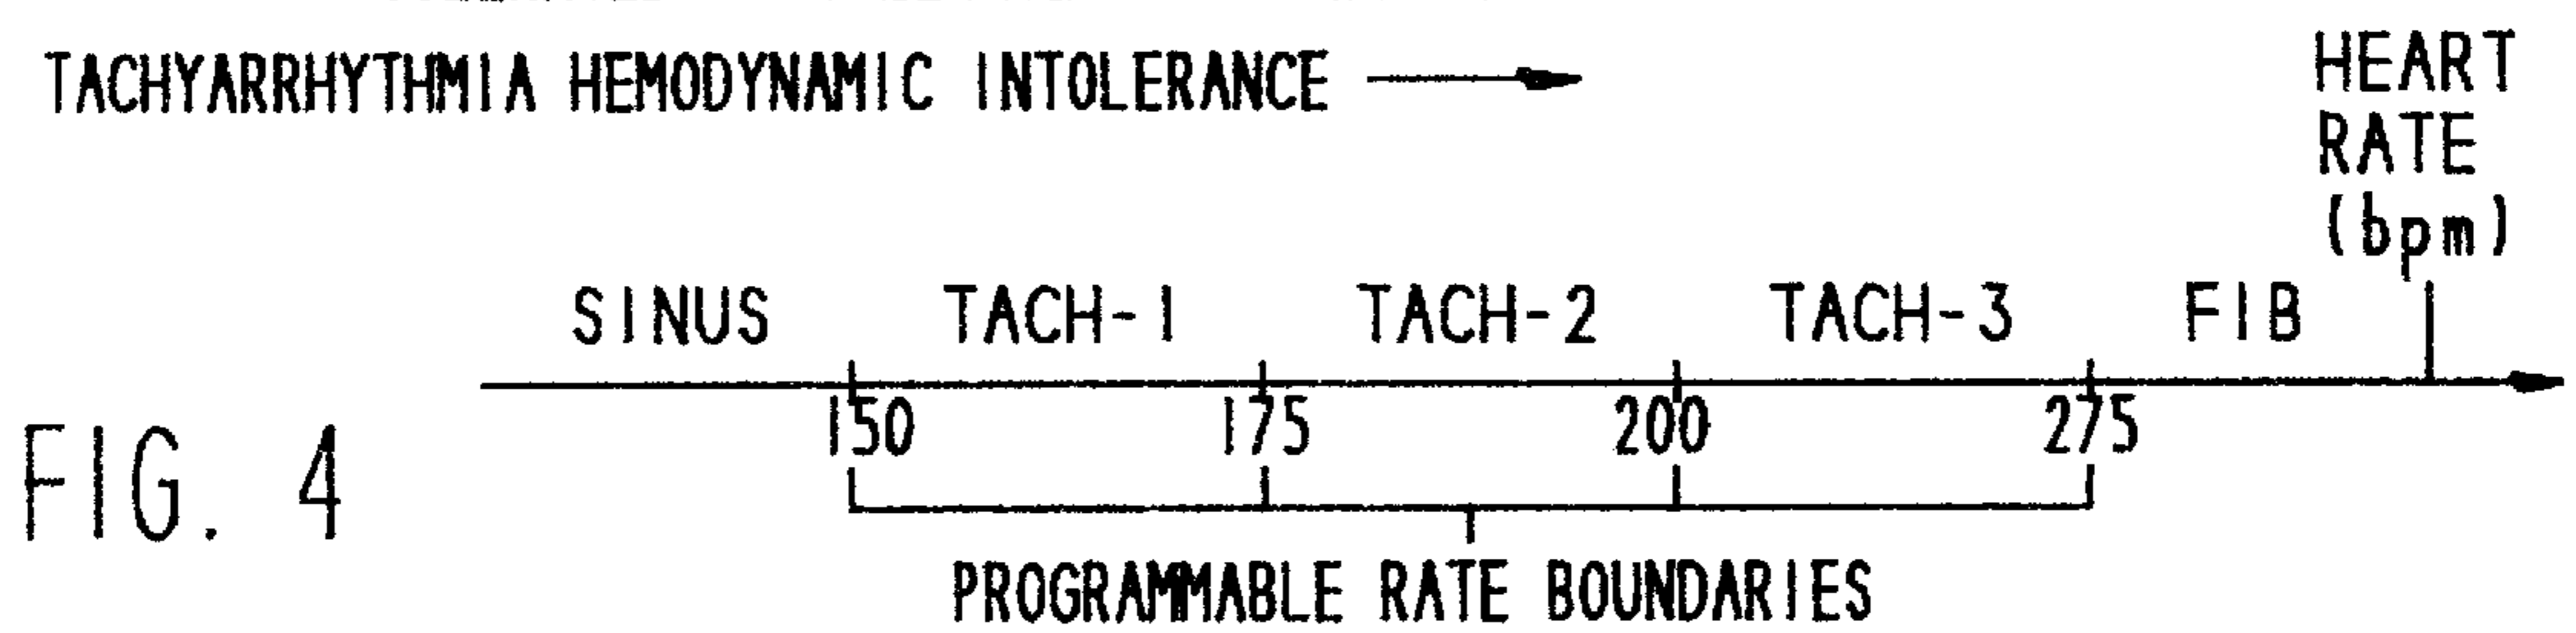 TACHYARRHYTHMIA HEMODYNAMIC INTOLERANCE
HEART
RATE
(bpm)
SINUS TACH-1 TACH-2 TACH-3 FIB
150 175 200 275
FIG. 4
PROGRAMMABLE RATE BOUNDARIES